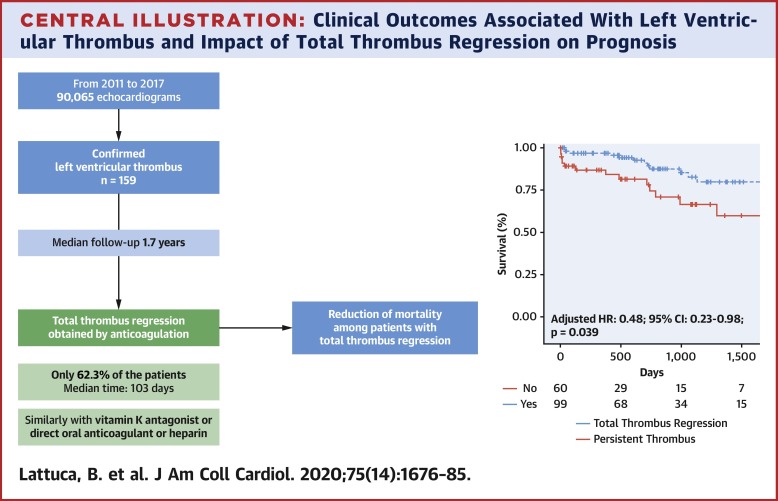 CENTRAL ILLUSTRATION: Clinical Outcomes Associated With Left Ventric-
ular Thrombus and Impact of Total Thrombus Regression on Prognosis
From 2011 to 2017
90,065 echocardiograms
Confirmed
left ventricular thrombus
n = 159
Median follow-up 1.7 years
Total thrombus regression
obtained by anticoagulation
Reduction of mortality
among patients with
total thrombus regression
Only 62.3% of the patients
Median time: 103 days
Similarly with vitamin K antagonist or
direct oral anticoagulant or heparin
Survival (%)
1.00
0.75
0.50
0.25
0.00
Adjusted HR: 0.48; 95% CI: 0.23-0.98;
p = 0.039
0 500 1,000 1,500
Days
No 60 29 15 7
Yes 99 68 34 15
Total Thrombus Regression
Persistent Thrombus
Lattuca, B. et al. J Am Coll Cardiol. 2020;75(14):1676–85.